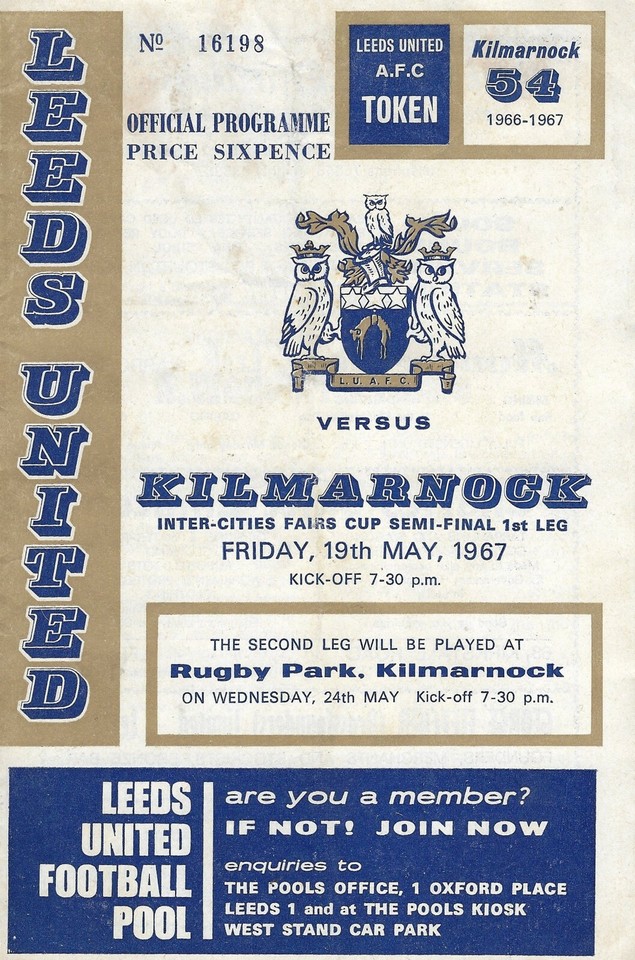 LEEDS UNITED
Nº 16198
OFFICIAL PROGRAMME
PRICE SIXPENCE
LEEDS UNITED
A.F.C
TOKEN
Kilmarnock
54
1966-1967
L.U.A.F.C.
VERSUS
KILMARNOCK
INTER-CITIES FAIRS CUP SEMI-FINAL 1st LEG
FRIDAY, 19th MAY, 1967
KICK-OFF 7-30 p.m.
THE SECOND LEG WILL BE PLAYED AT
Rugby Park, Kilmarnock
ON WEDNESDAY, 24th MAY Kick-off 7-30 p.m.
LEEDS
UNITED
FOOTBALL
POOL
are you a member?
IF NOT! JOIN NOW
enquiries to
THE POOLS OFFICE, 1 OXFORD PLACE
LEEDS 1 and at THE POOLS KIOSK
WEST STAND CAR PARK